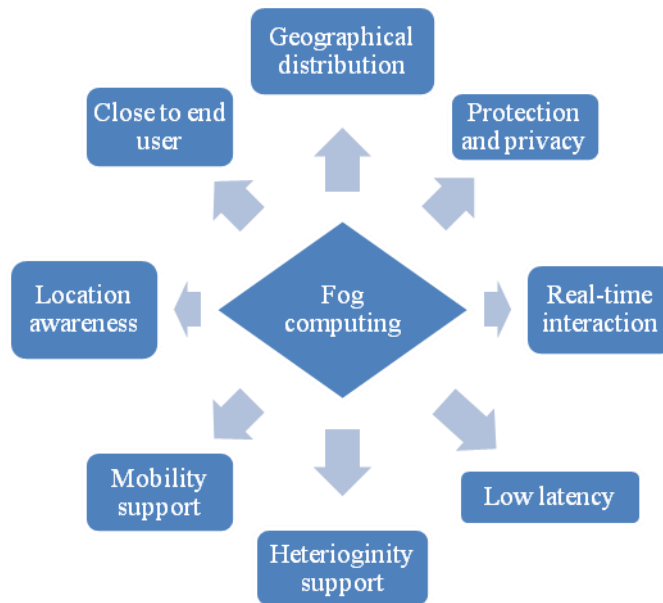 Geographical
distribution
Close to end
user
Protection
and privacy
Location
awareness
Fog
computing
Real-time
interaction
Mobility
support
Low latency
Heterioginity
support